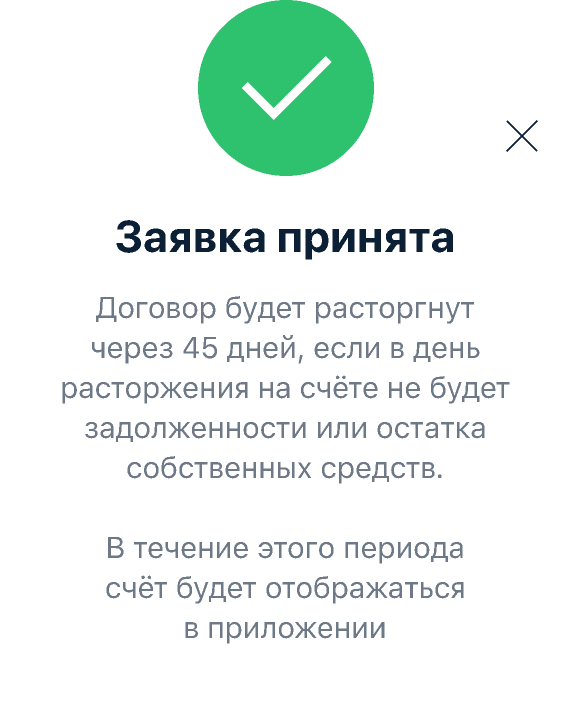 Заявка принята
Договор будет расторгнут
через 45 дней, если в день
расторжения на счёте не будет
задолженности или остатка
собственных средств.
В течение этого периода
счёт будет отображаться
в приложении